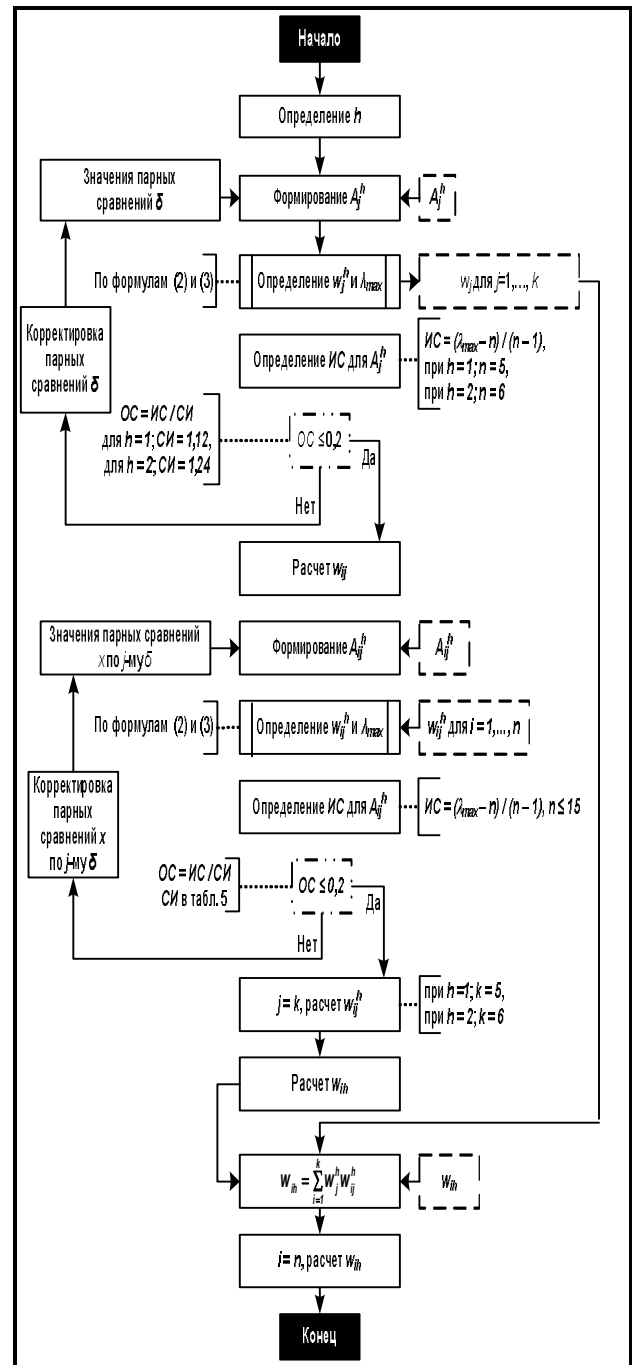 Начало
Определение h
Значения парных
сравнений δ
Формирование A_j^h
A_j^h
По формулам (2) и (3)
Определение w_j^h и λ_max
w_j для j=1,..., k
Корректировка
парных
сравнений δ
Определение ИС для A_j^h
ИС = (λ_max – n) / (n – 1),
при h = 1; n = 5,
при h = 2; n = 6
ОС = ИС / СИ
для h = 1; СИ = 1,12,
для h = 2; СИ = 1,24
ОС ≤ 0,2
Да
Нет
Расчет w_ij
Значения парных сравнений
x по j-му δ
Формирование A_ij^h
A_ij^h
По формулам (2) и (3)
Определение w_ij^h и λ_max
w_ij^h для i = 1,..., n
Корректировка
парных
сравнений x
по j-му δ
Определение ИС для A_ij^h
ИС = (λ_max – n) / (n – 1), n ≤ 15
ОС = ИС / СИ
СИ в табл. 5
ОС ≤ 0,2
Да
Нет
j = k, расчет w_ij^h
при h=1; k = 5,
при h = 2; k = 6
Расчет w_ih
w_ih = ∑_{i=1}^{k} w_j^h w_ij^h
w_ih
i = n, расчет w_ih
Конец